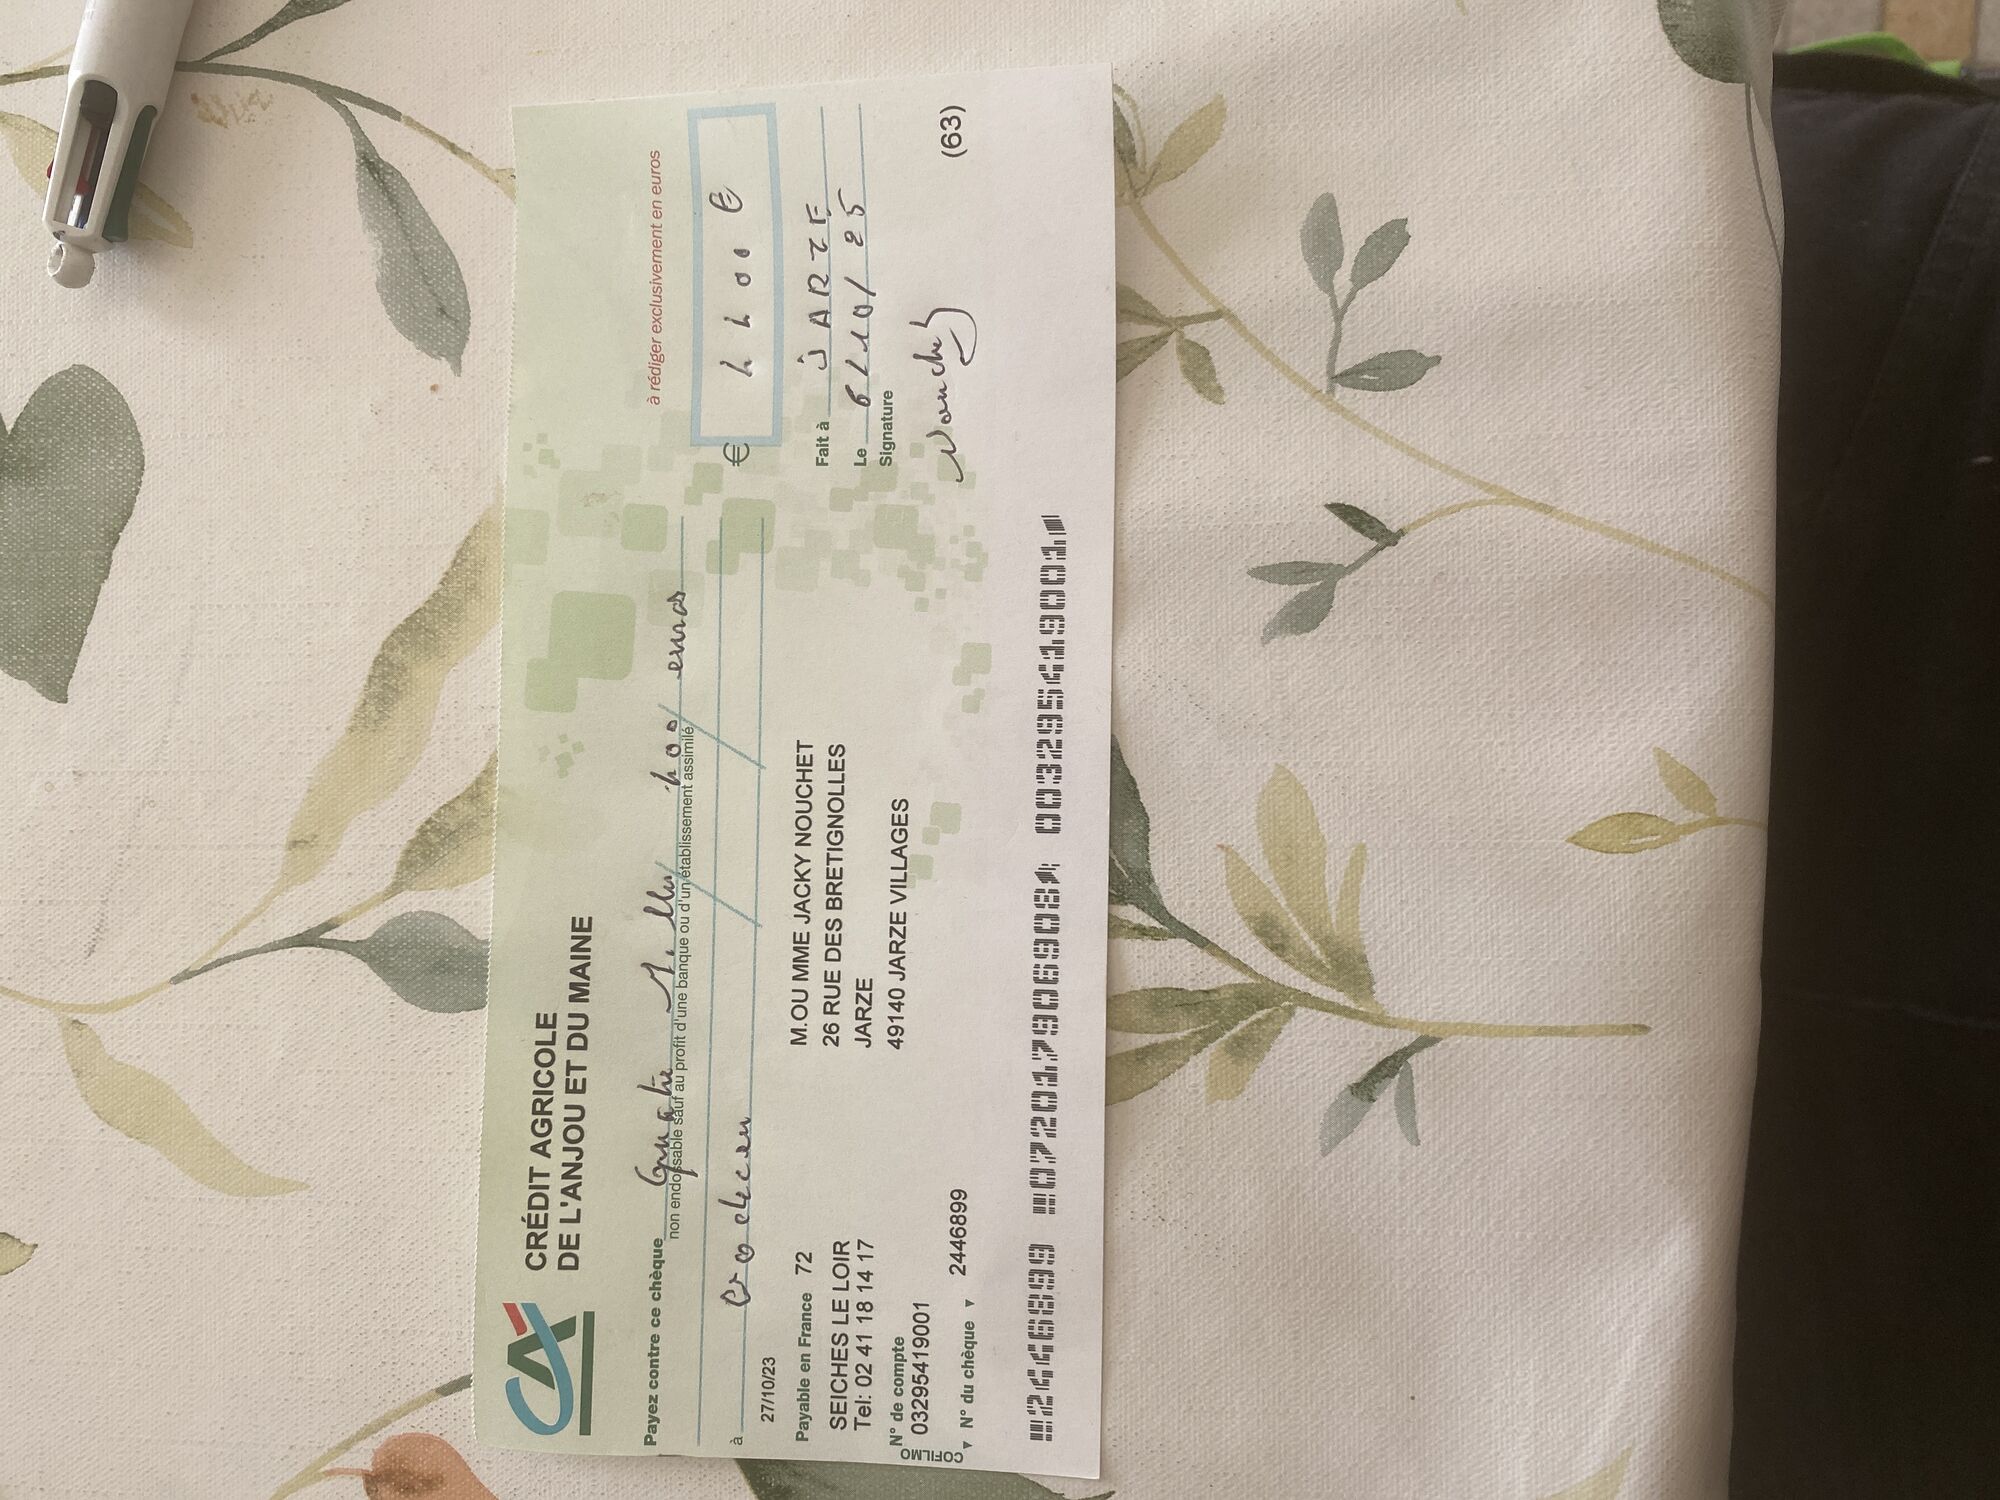 CRÉDIT AGRICOLE
DE L'ANJOU ET DU MAINE
à rédiger exclusivement en euros
Payez contre ce chèque quatre mille
non endossable sauf au profit d'une banque ou d'un établissement assimilé
euros
€ €
à
27/10/23
Payable en France 72
SEICHES LE LOIR
Tel: 02 41 18 14 17
N° de compte
03295419001
N° du chèque 2446899
M.OU MME JACKY NOUCHET
26 RUE DES BRETIGNOLLES
JARZE
49140 JARZE VILLAGES
Fait à JARZE
Le 6/10/25
Signature
(63)